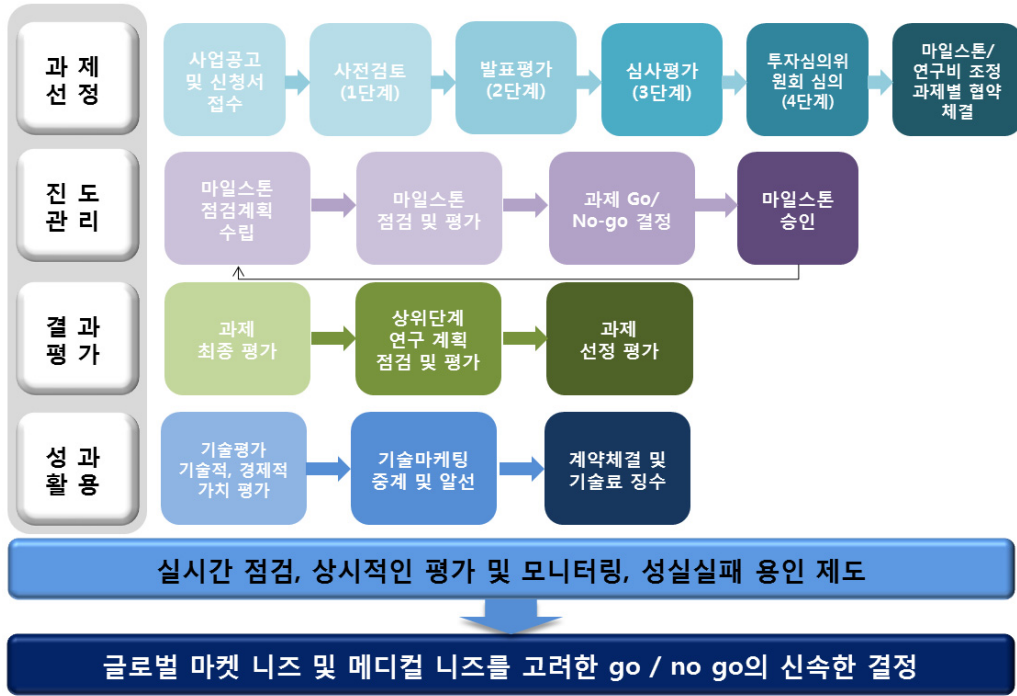 과 제
선 정
사업공고
및 신청서
접수
사전검토
(1단계)
발표평가
(2단계)
심사평가
(3단계)
투자심의위
원회 심의
(4단계)
마일스톤/
연구비 조정
과제별 협약
체결
진 도
관 리
마일스톤
점검계획
수립
마일스톤
점검 및 평가
과제 Go/
No-go 결정
마일스톤
승인
결 과
평 가
과제
최종 평가
상위단계
연구 계획
점검 및 평가
과제
선정 평가
성 과
활 용
기술평가
기술적, 경제적
가치 평가
기술마케팅
중계 및 알선
계약체결 및
기술료 징수
실시간 점검, 상시적인 평가 및 모니터링, 성실실패 용인 제도
글로벌 마켓 니즈 및 메디컬 니즈를 고려한 go / no go의 신속한 결정